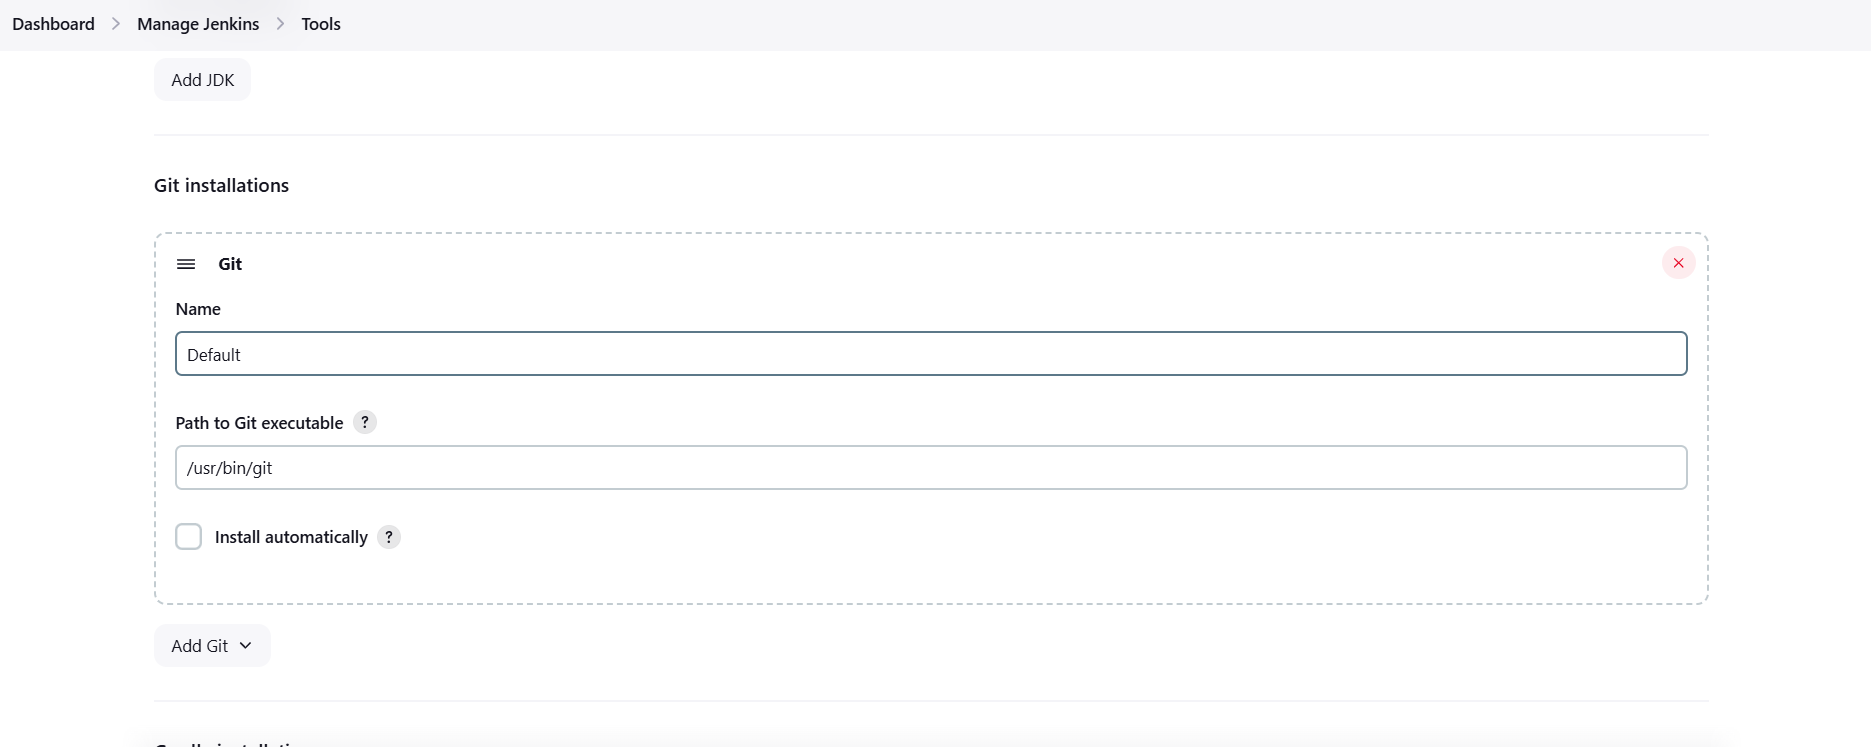 Dashboard > Manage Jenkins > Tools
Add JDK
Git installations
Git
Name
Default
Path to Git executable ?
/usr/bin/git
Install automatically ?
Add Git